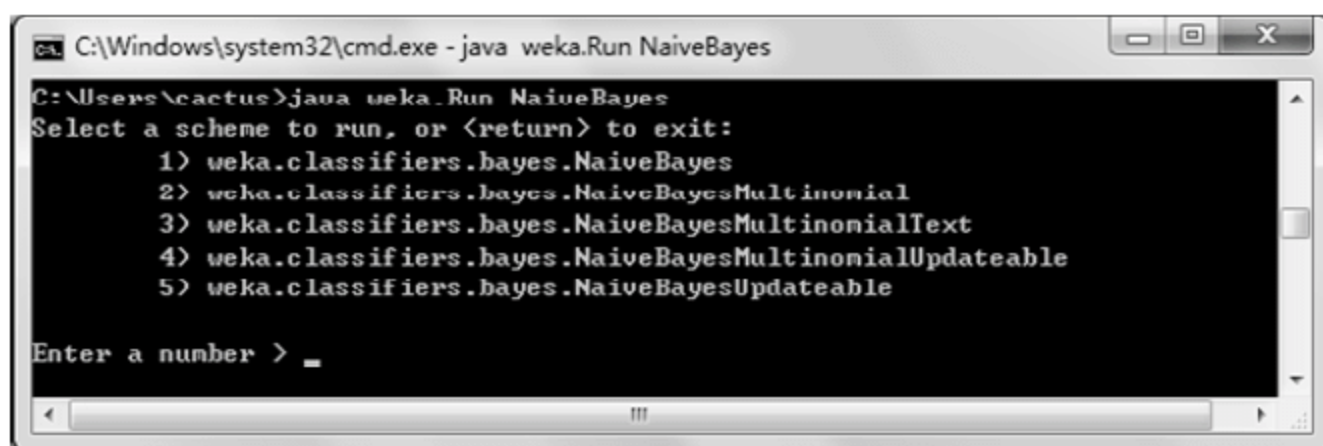 C:\Windows\system32\cmd.exe - java weka.Run NaiveBayes
C:\Users\cactus>java weka.Run NaiveBayes
Select a scheme to run, or <return> to exit:
1) weka.classifiers.bayes.NaiveBayes
2) weka.classifiers.bayes.NaiveBayesMultinomial
3) weka.classifiers.bayes.NaiveBayesMultinomialText
4) weka.classifiers.bayes.NaiveBayesMultinomialUpdateable
5) weka.classifiers.bayes.NaiveBayesUpdateable
Enter a number > _